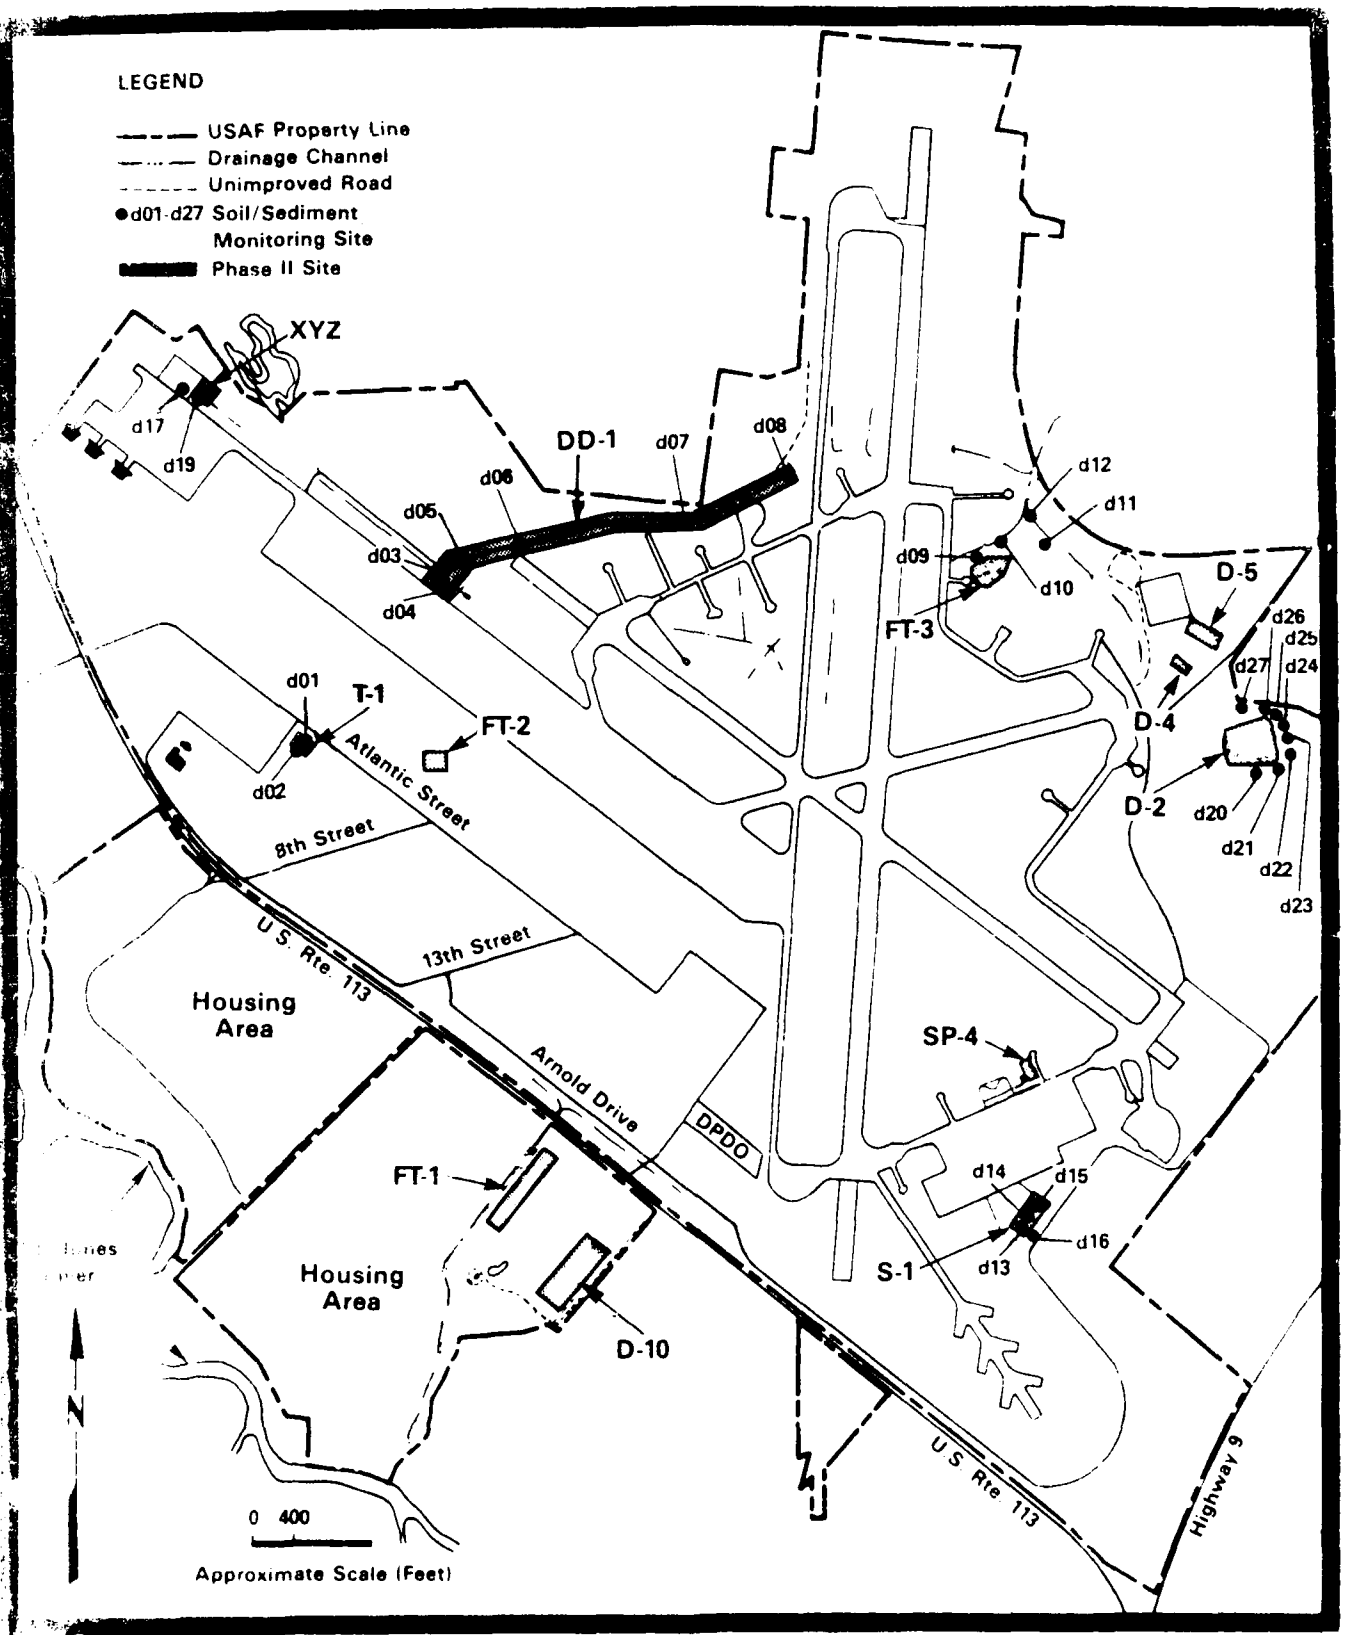 LEGEND
USAF Property Line
Drainage Channel
Unimproved Road
d01-d27 Soil/Sediment
Monitoring Site
Phase II Site
XYZ
d17
d19
DD-1
d07
d08
d06
d05
d03
d04
d12
d11
d09
d10
FT-3
D-5
d26
d25
d24
d27
D-4
D-2
d20
d21
d22
d23
d01
T-1
d02
FT-2
Atlantic Street
8th Street
13th Street
U.S. Rte. 113
Housing
Area
Arnold Drive
DPDO
SP-4
d14
d15
d16
d13
S-1
FT-1
Housing
Area
D-10
N
0 400
Approximate Scale (Feet)
U.S. Rte. 113
Highway 9